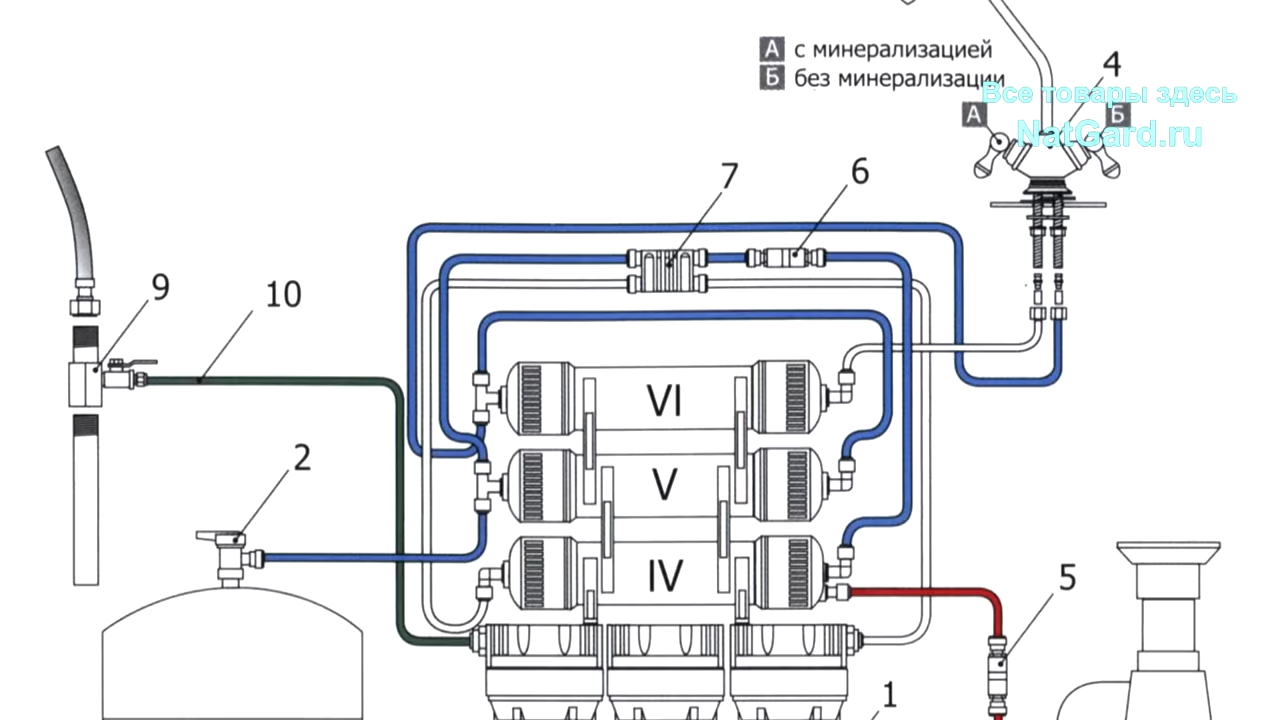 А с минерализацией
Б без минерализации
4
Все товары здесь
А
Б
NatGard.ru
7
6
9
10
VI
2
V
IV
5
1